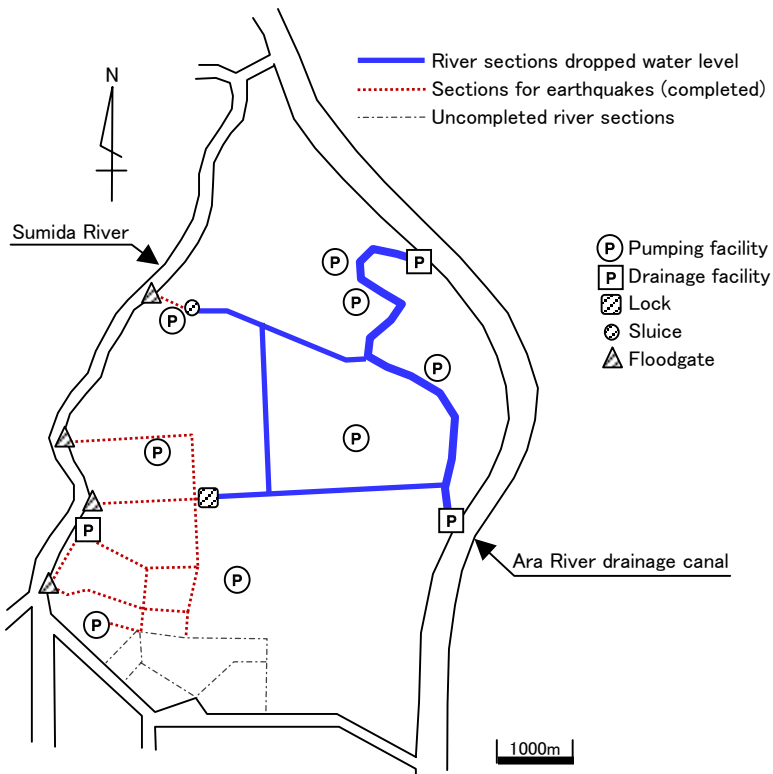 River sections dropped water level
Sections for earthquakes (completed)
Uncompleted river sections
N
Sumida River
P Pumping facility
P Drainage facility
Lock
Sluice
Floodgate
P
P
P
P
P
P
P
P
P
P
P
Ara River drainage canal
1000m